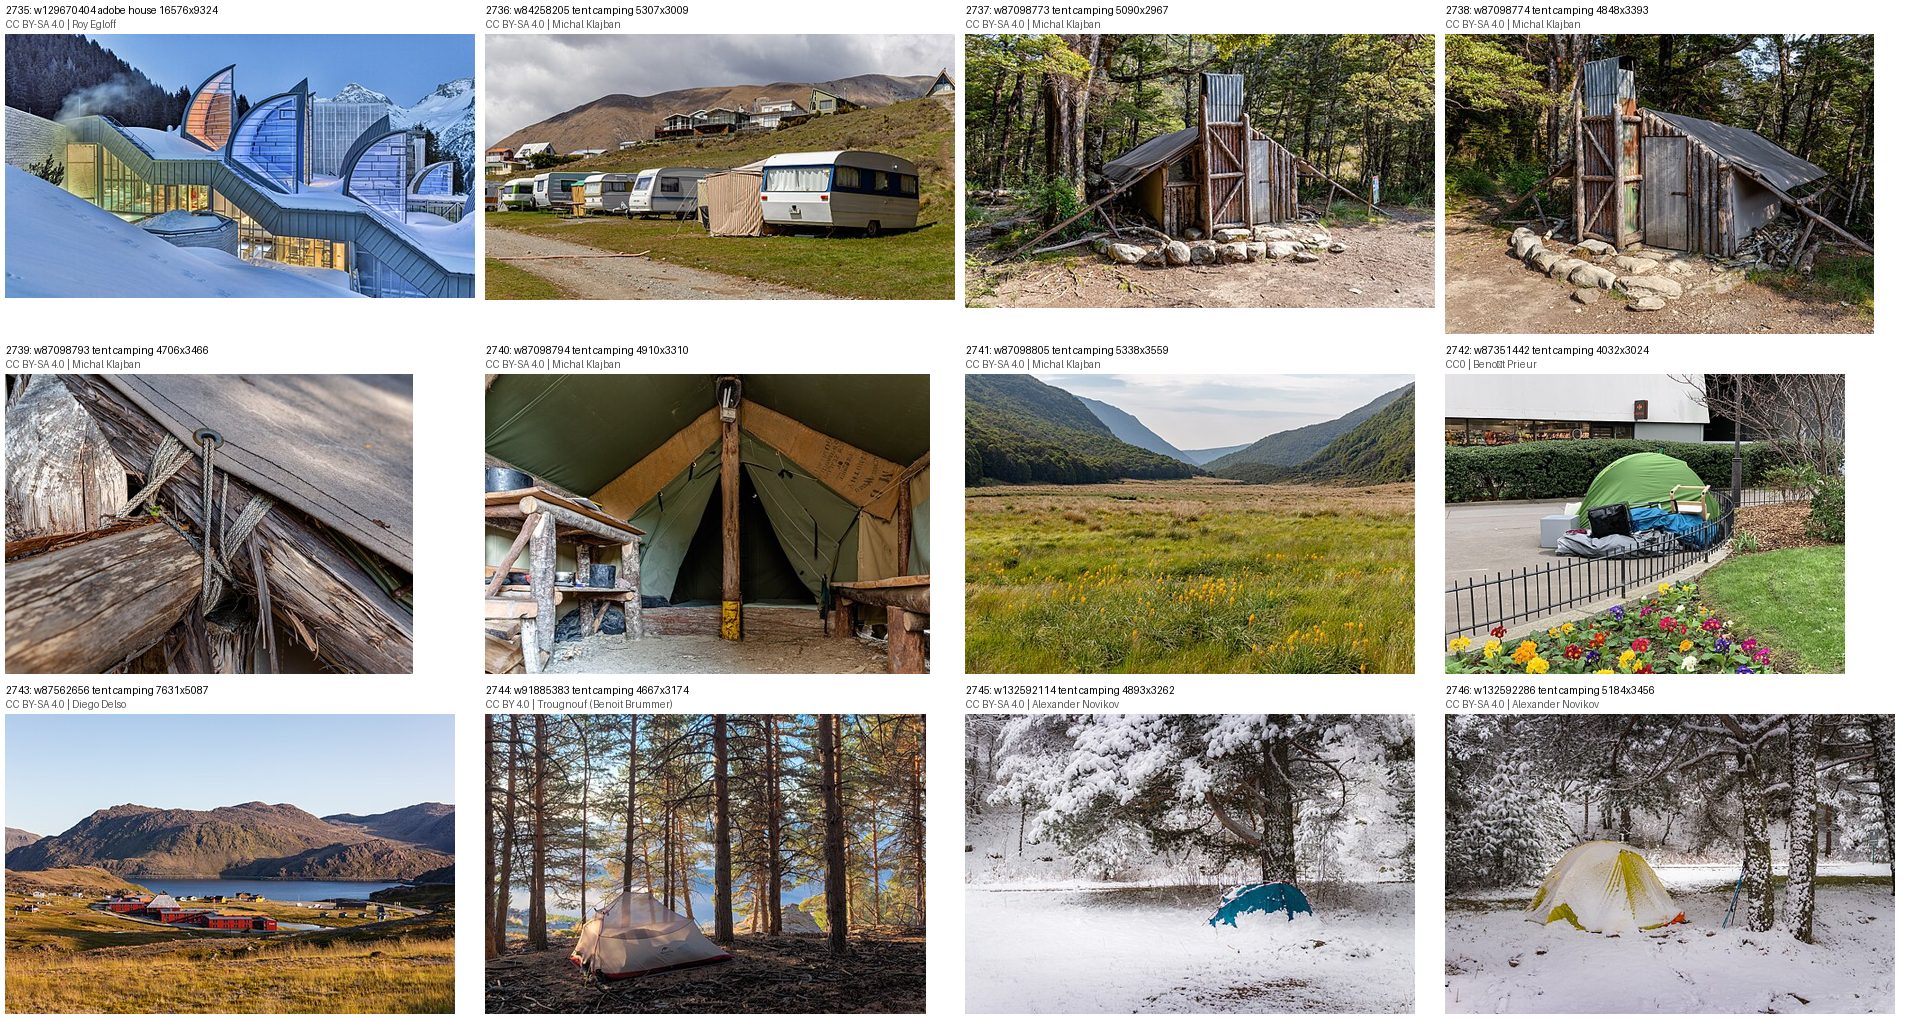 2735: w129670404 adobe house 16576x9324
CC BY-SA 4.0 | Roy Egloff
2736: w84258205 tent camping 5307x3009
CC BY-SA 4.0 | Michal Klajban
2737: w87098773 tent camping 5090x2967
CC BY-SA 4.0 | Michal Klajban
2738: w87098774 tent camping 4848x3393
CC BY-SA 4.0 | Michal Klajban
2739: w87098793 tent camping 4706x3466
CC BY-SA 4.0 | Michal Klajban
2740: w87098794 tent camping 4910x3310
CC BY-SA 4.0 | Michal Klajban
2741: w87098805 tent camping 5338x3559
CC BY-SA 4.0 | Michal Klajban
2742: w87351442 tent camping 4032x3024
CC0 | Prieur
2743: w87562656 tent camping 7631x5087
CC BY-SA 4.0 | Diego Delso
2744: w91885383 tent camping 4667x3174
CC BY 4.0 | Trougnouf (Benoit Brummer)
2745: w132592114 tent camping 4893x3262
CC BY-SA 4.0 | Alexander Novikov
2746: w132592286 tent camping 5184x3456
CC BY-SA 4.0 | Alexander Novikov